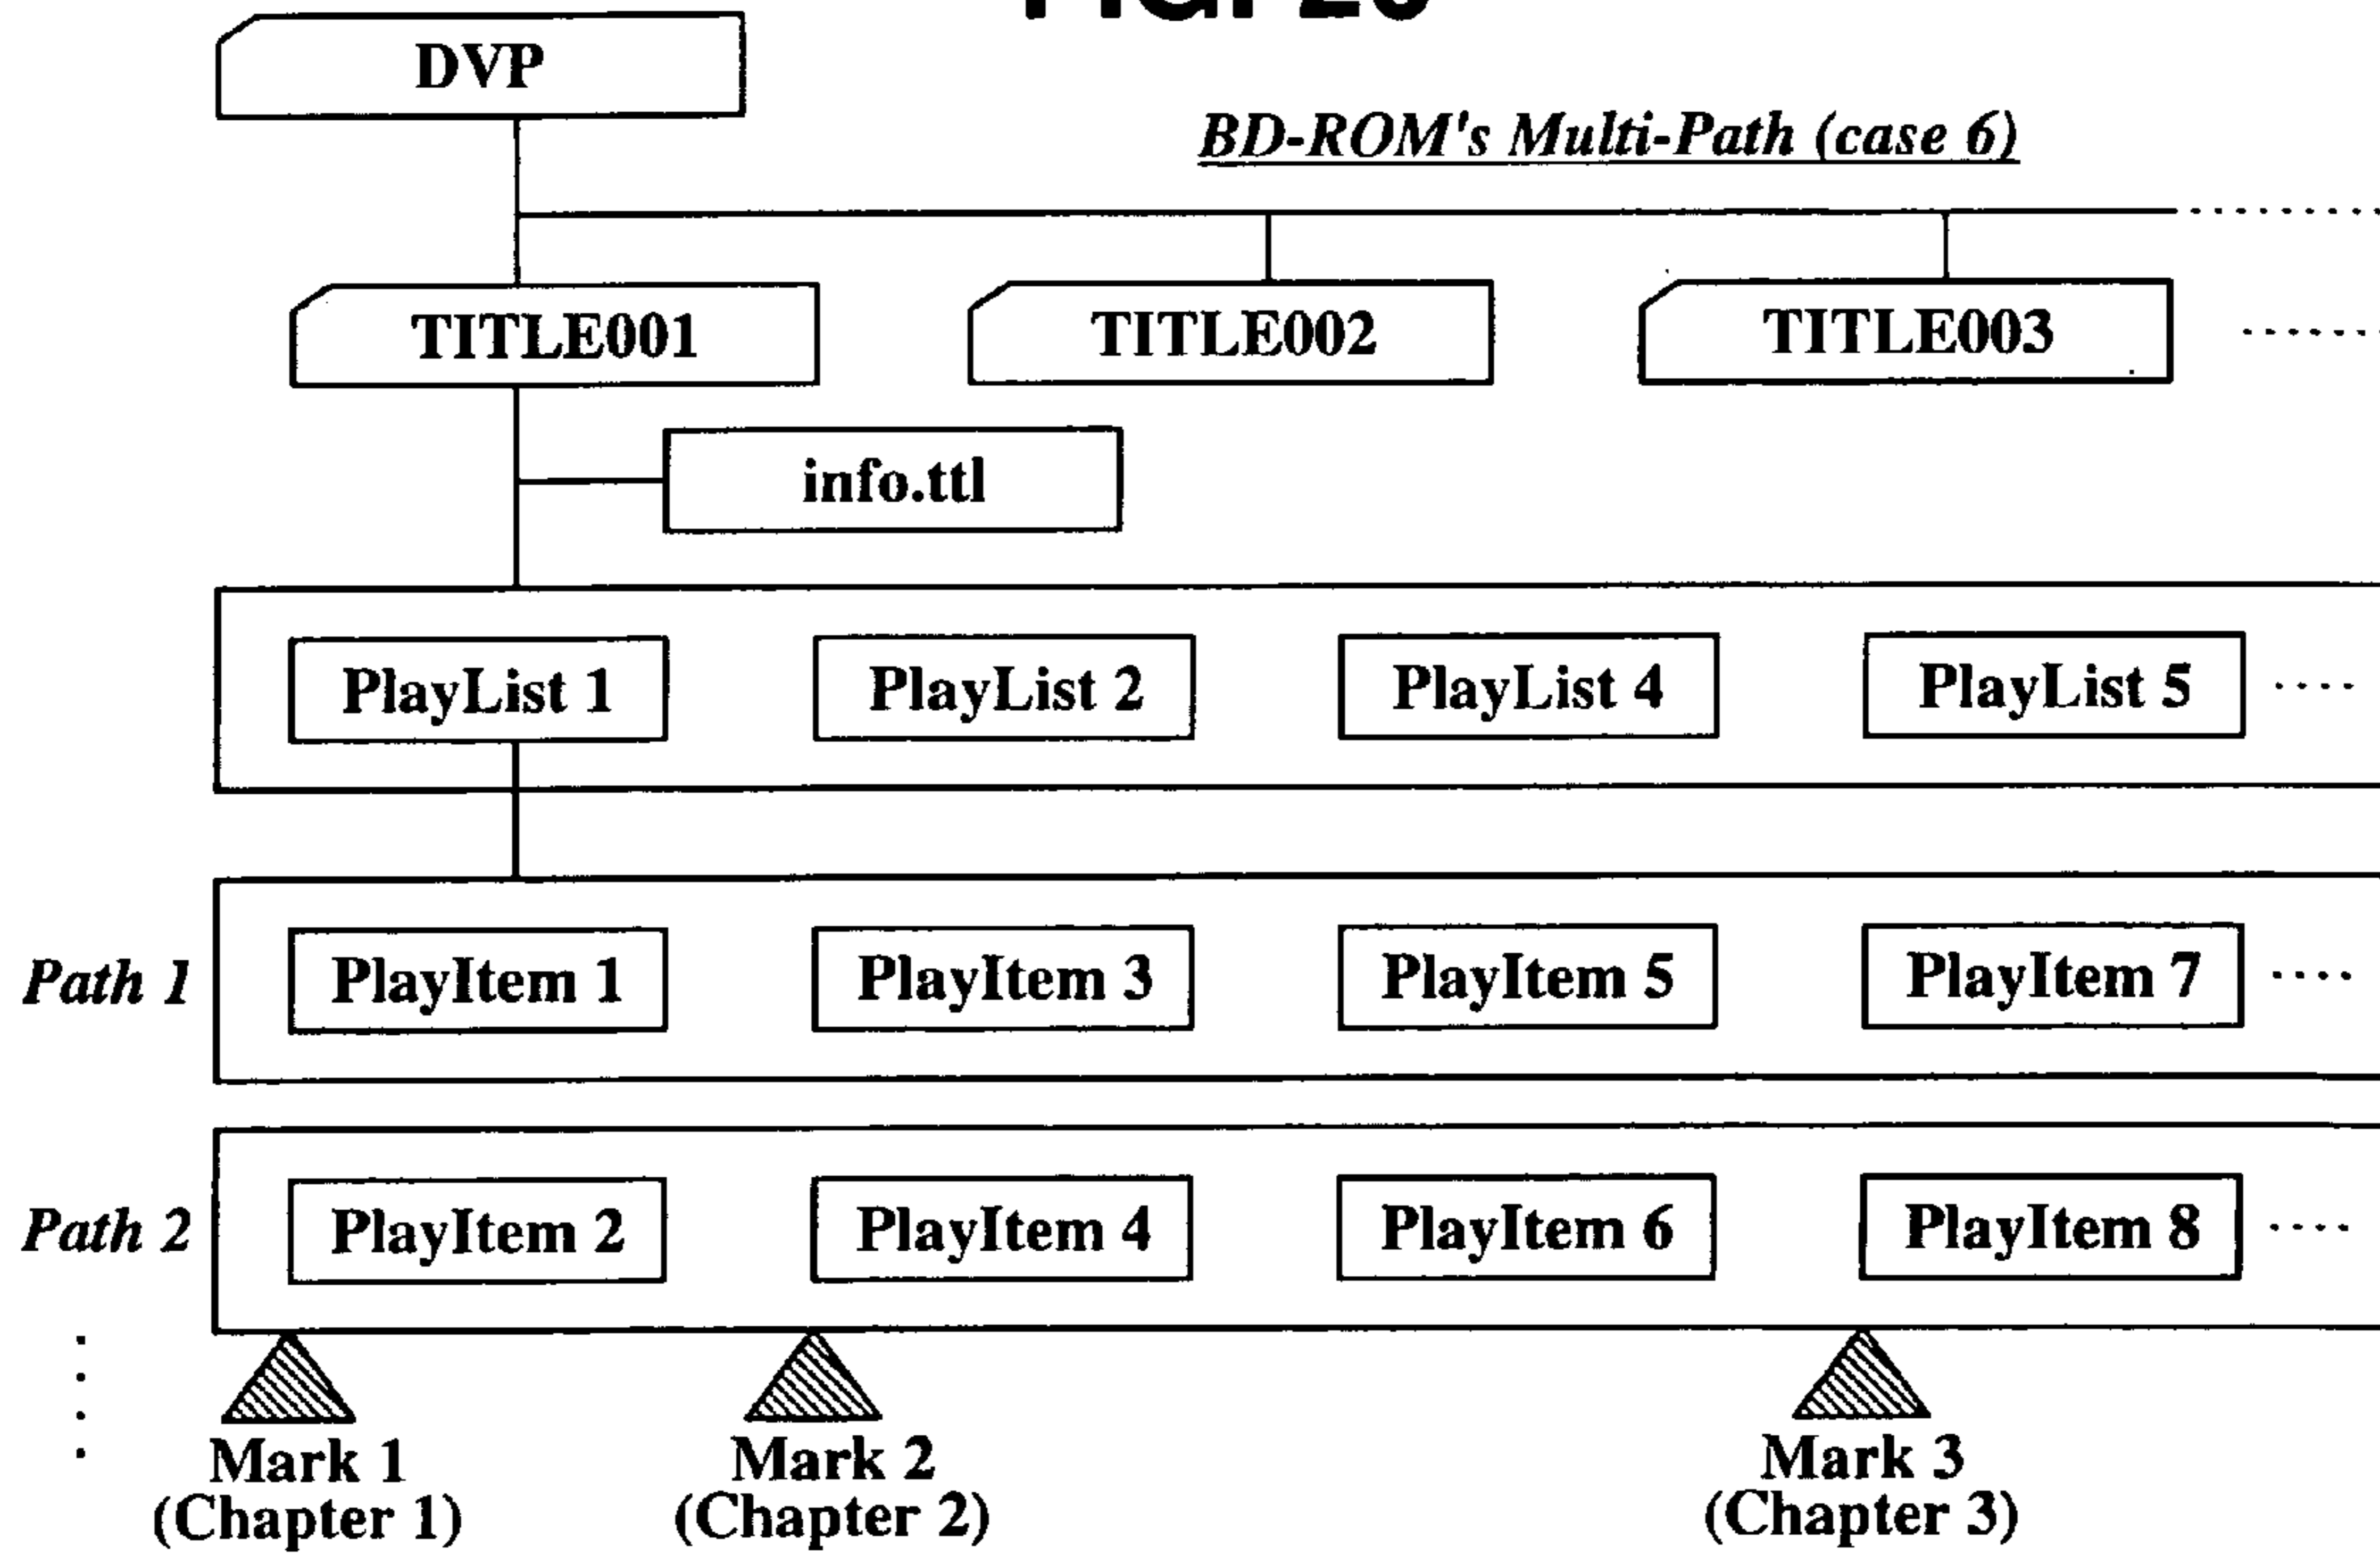 DVP
BD-ROM's Multi-Path (case 6)
TITLE001 TITLE002 TITLE003
info.ttl
PlayList 1 PlayList 2 PlayList 4 PlayList 5
Path 1 PlayItem 1 PlayItem 3 PlayItem 5 PlayItem 7
Path 2 PlayItem 2 PlayItem 4 PlayItem 6 PlayItem 8
Mark 1 Mark 2 Mark 3
(Chapter 1) (Chapter 2) (Chapter 3)